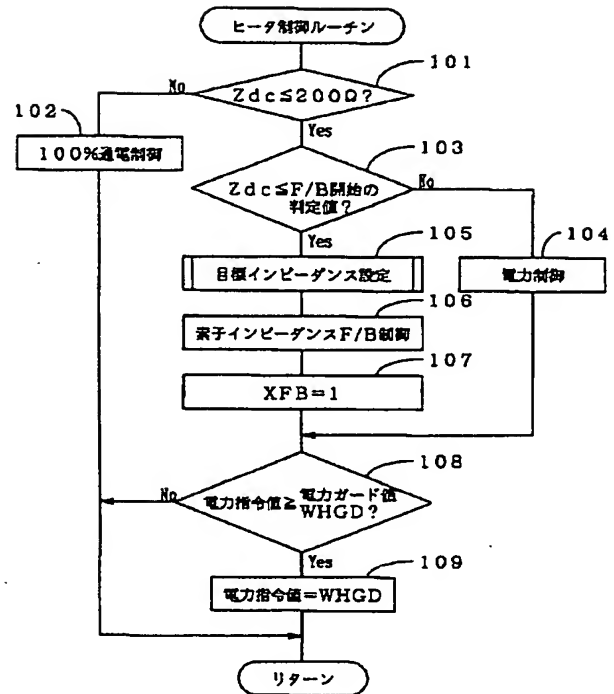 ヒータ制御ルーチン
101
Zdc≦200Ω？
No
Yes
102
100%通電制御
103
Zdc≦F/B開始の
判定値？
No
Yes
104
電力制御
105
目標インピーダンス設定
106
素子インピーダンスF/B制御
107
XFB=1
108
電力指令値≧電力ガード値
WHGD？
No
Yes
109
電力指令値=WHGD
リターン